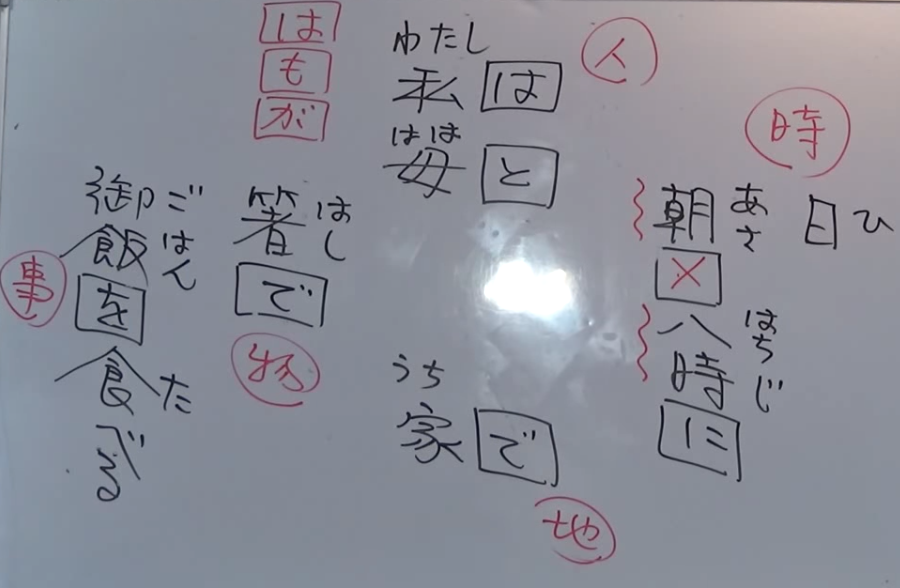 時
日 ひ
朝 あさ
×
八時 はちじ
に
人
私 わたし
は
母 はは
と
家 うち
で
地
は
も
が
箸 はし
で
物
御飯 ごはん
を
食べる た
事